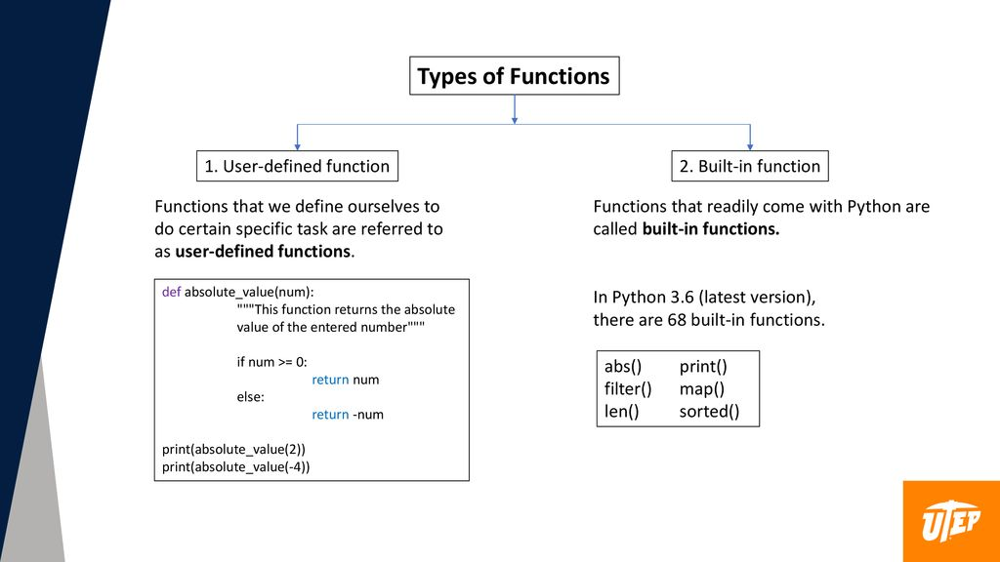 Types of Functions
1. User-defined function
Functions that we define ourselves to
do certain specific task are referred to
as user-defined functions.
def absolute_value(num):
"""This function returns the absolute
value of the entered number"""
if num >= 0:
return num
else:
return -num
print(absolute_value(2))
print(absolute_value(-4))
2. Built-in function
Functions that readily come with Python are
called built-in functions.
In Python 3.6 (latest version),
there are 68 built-in functions.
abs() print()
filter() map()
len() sorted()
UTEP